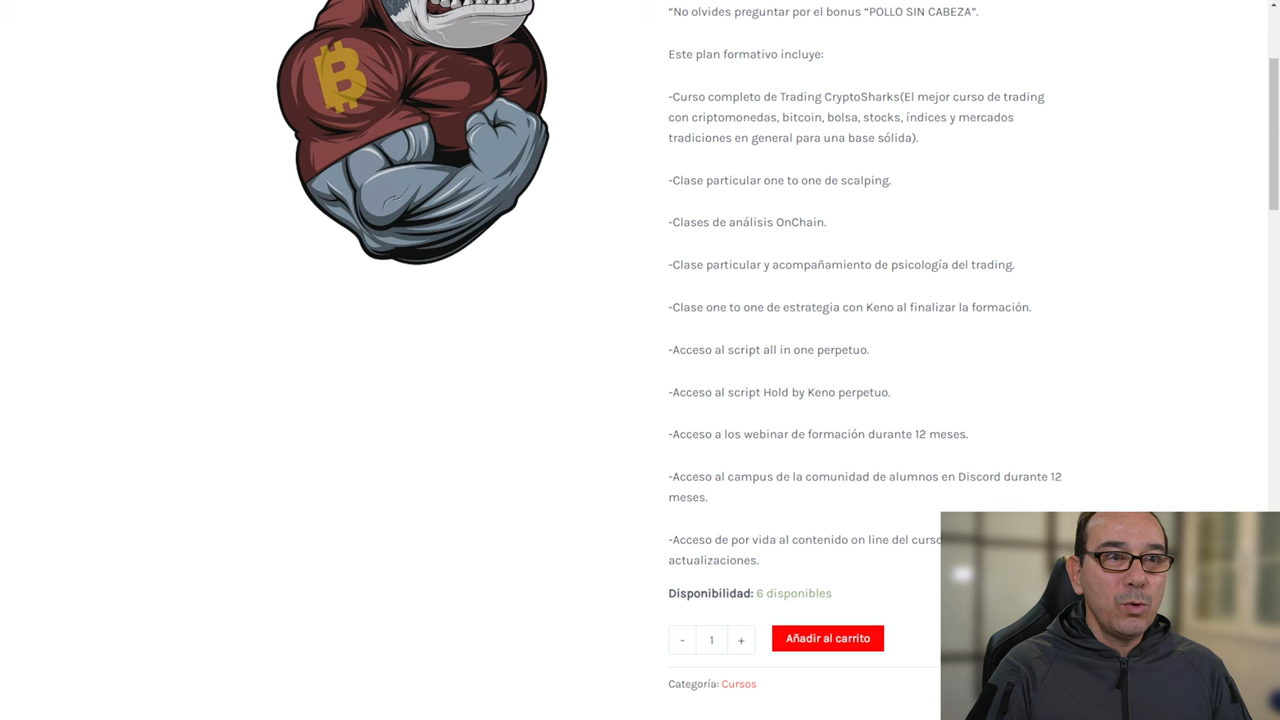 “No olvides preguntar por el bonus “POLLO SIN CABEZA”.
Este plan formativo incluye:
-Curso completo de Trading CryptoSharks(El mejor curso de trading
con criptomonedas, bitcoin, bolsa, stocks, índices y mercados
tradiciones en general para una base sólida).
-Clase particular one to one de scalping.
-Clases de análisis OnChain.
-Clase particular y acompañamiento de psicología del trading.
-Clase one to one de estrategia con Keno al finalizar la formación.
-Acceso al script all in one perpetuo.
-Acceso al script Hold by Keno perpetuo.
-Acceso a los webinar de formación durante 12 meses.
-Acceso al campus de la comunidad de alumnos en Discord durante 12
meses.
-Acceso de por vida al contenido on line del curso
actualizaciones.
Disponibilidad: 6 disponibles
- 1 + Añadir al carrito
Categoría: Cursos